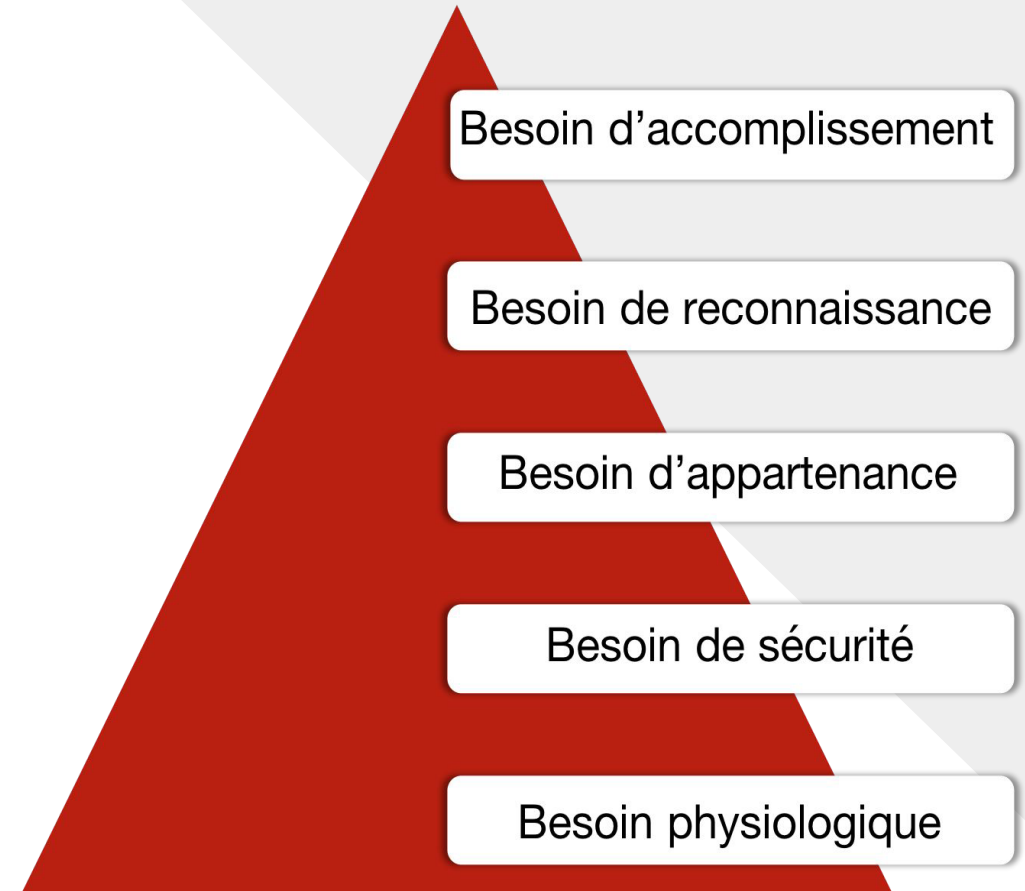 Besoin d’accomplissement
Besoin de reconnaissance
Besoin d’appartenance
Besoin de sécurité
Besoin physiologique